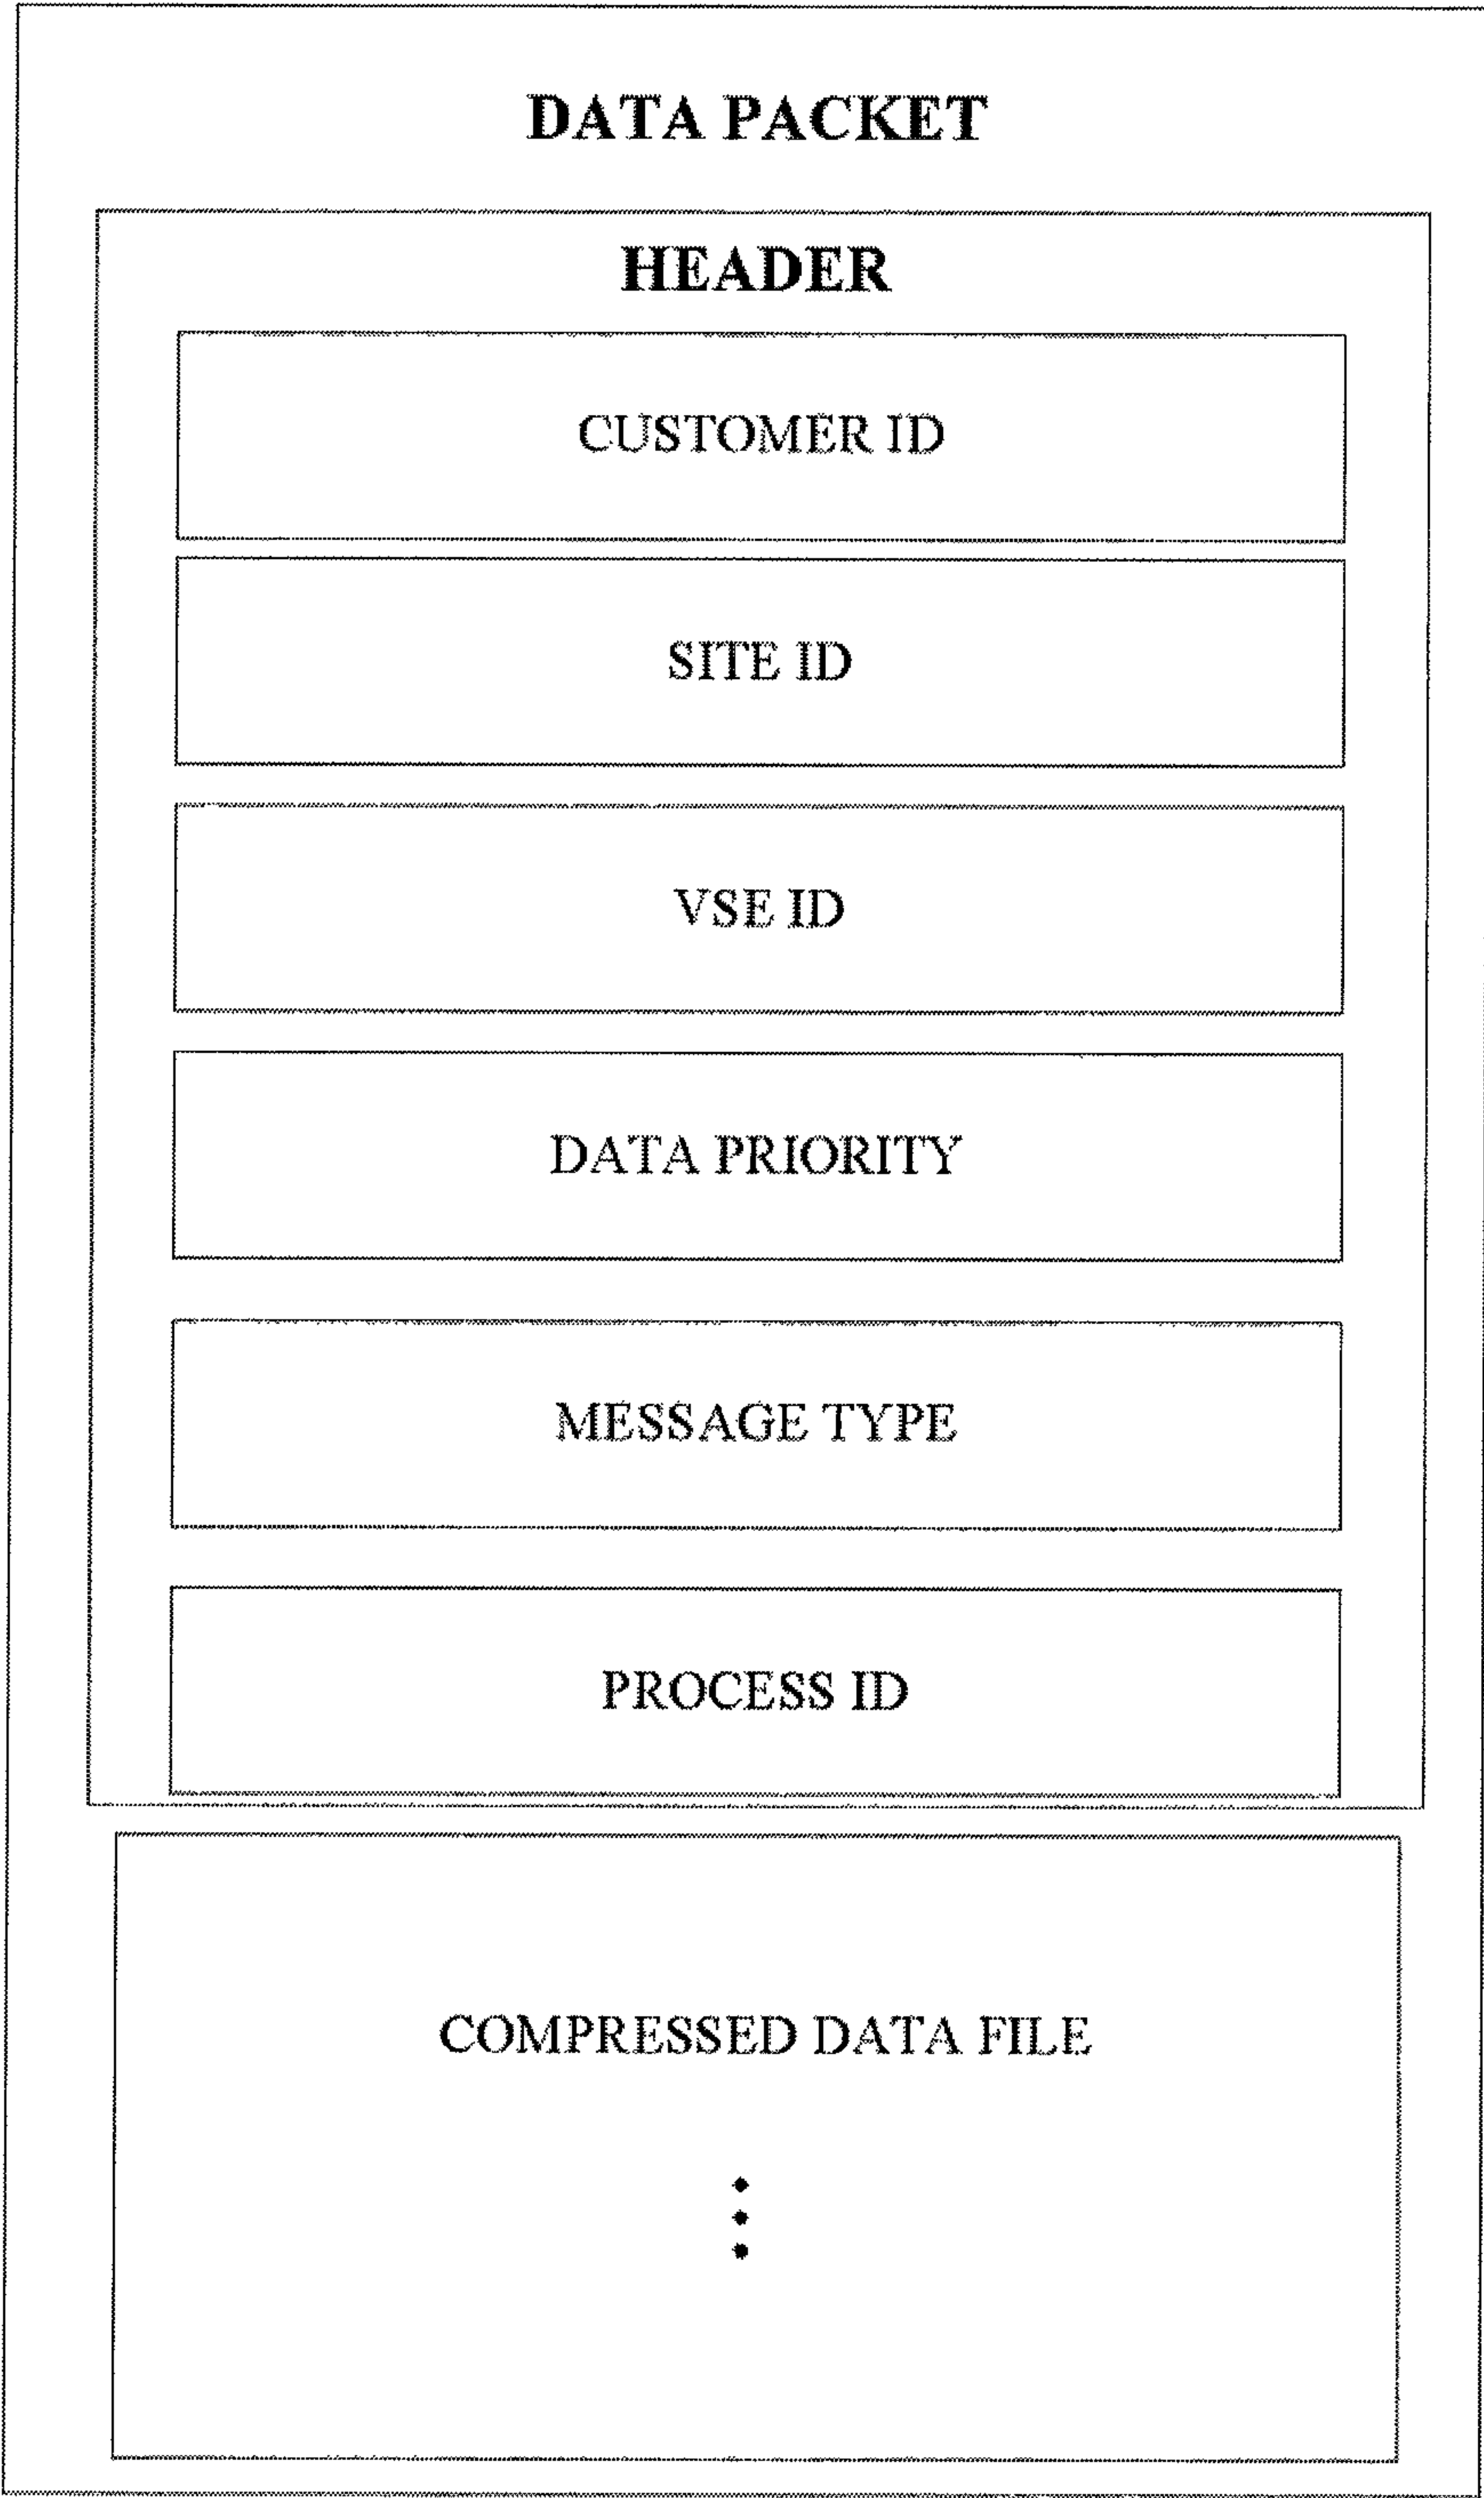 DATA PACKET
HEADER
CUSTOMER ID
SITE ID
VSE ID
DATA PRIORITY
MESSAGE TYPE
PROCESS ID
COMPRESSED DATA FILE